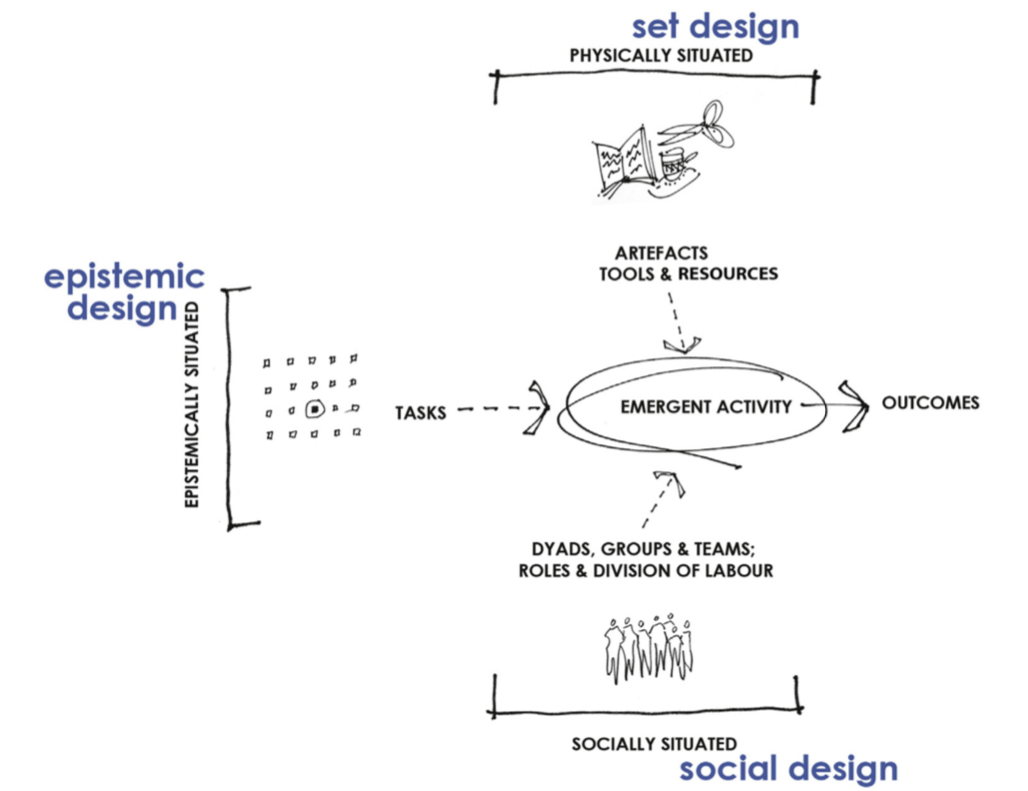 set design
PHYSICALLY SITUATED
ARTEFACTS
TOOLS & RESOURCES
epistemic
design
EPISTEMICALLY SITUATED
TASKS
EMERGENT ACTIVITY
OUTCOMES
DYADS, GROUPS & TEAMS;
ROLES & DIVISION OF LABOUR
SOCIALLY SITUATED
social design